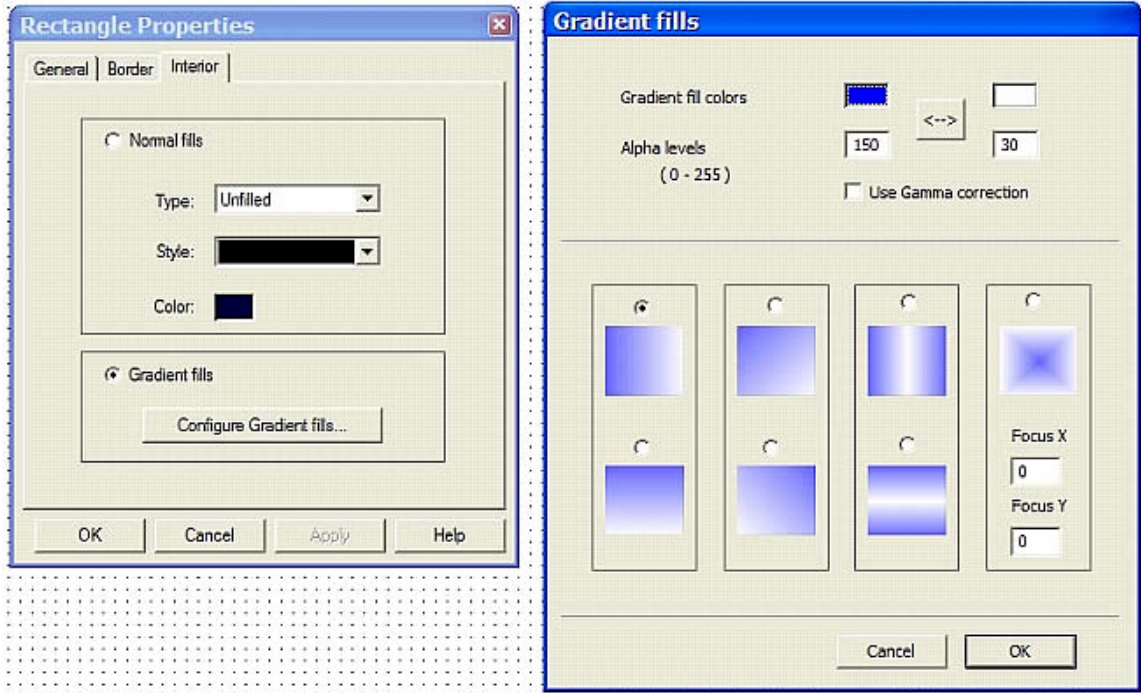 Rectangle Properties
General Border Interior
Normal fills
Type: Unfilled
Style:
Color:
Gradient fills
Configure Gradient fills...
OK Cancel Apply Help
Gradient fills
Gradient fill colors
<-->
Alpha levels 150 30
( 0 - 255 )
Use Gamma correction
Focus X
0
Focus Y
0
Cancel OK